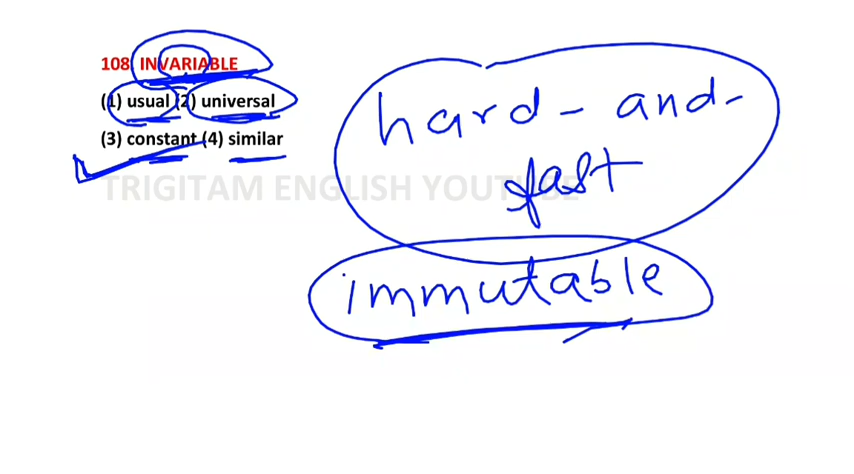 108 INVARIABLE
(1) usual (2) universal
(3) constant (4) similar
TRIGITAM ENGLISH YOUTUBE
hard-and-
fast
immutable